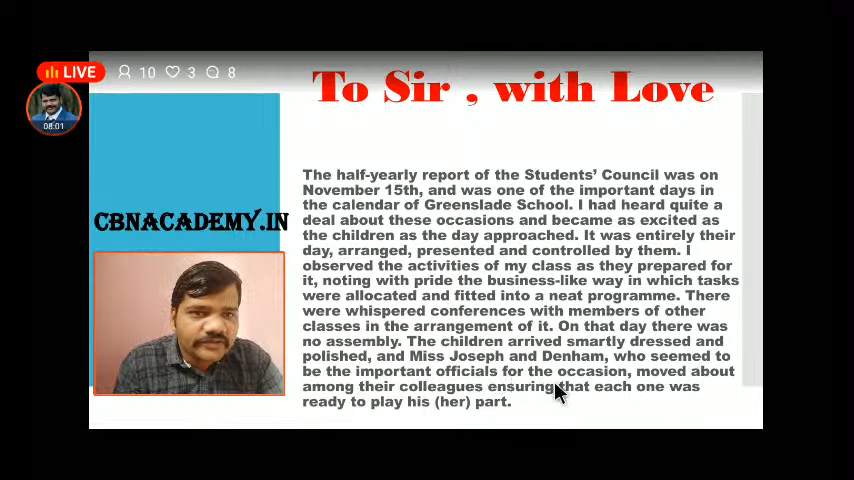 LIVE 10 3 8
08:01
To Sir , with Love
CBNACADEMY.IN
The half-yearly report of the Students’ Council was on
November 15th, and was one of the important days in
the calendar of Greenslade School. I had heard quite a
deal about these occasions and became as excited as
the children as the day approached. It was entirely their
day, arranged, presented and controlled by them. I
observed the activities of my class as they prepared for
it, noting with pride the business-like way in which tasks
were allocated and fitted into a neat programme. There
were whispered conferences with members of other
classes in the arrangement of it. On that day there was
no assembly. The children arrived smartly dressed and
polished, and Miss Joseph and Denham, who seemed to
be the important officials for the occasion, moved about
among their colleagues ensuring that each one was
ready to play his (her) part.